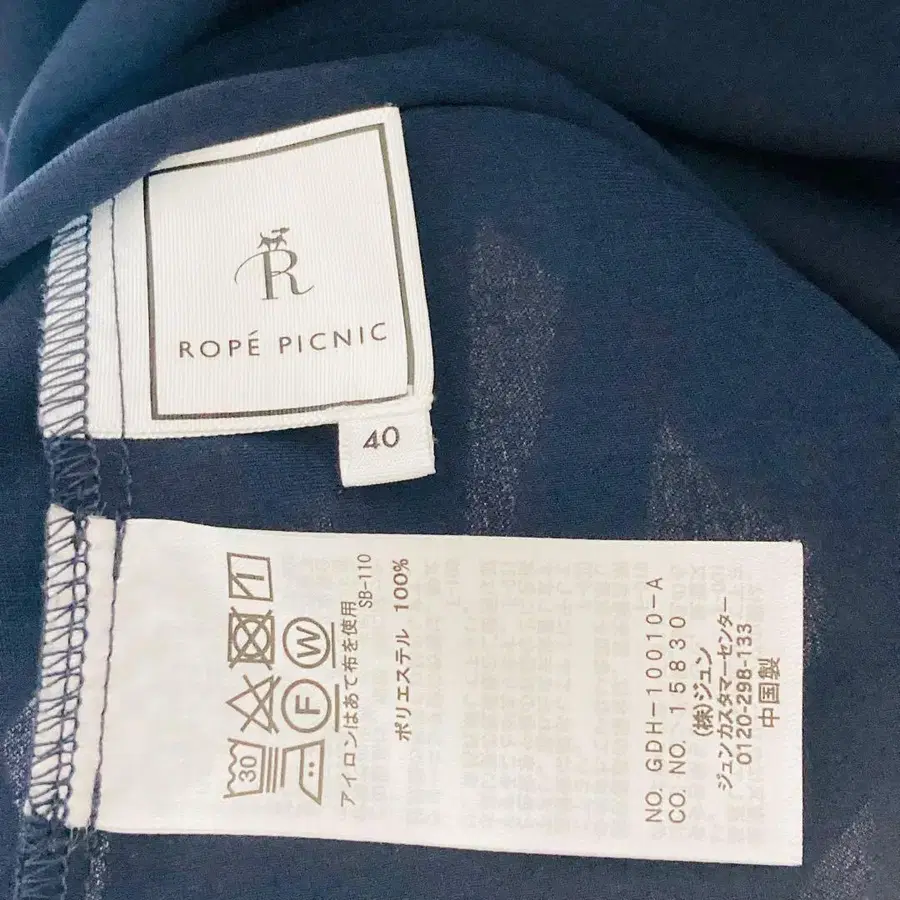 R
ROPÉ PICNIC
40
30
F
W
アイロンはあて布を使用
SB-110
ポリエステル 100%
NO. GDH-10010-A
CO. NO. 15830
(株)ジュン
ジュンカスタマーセンター
0120-298-133
中国製